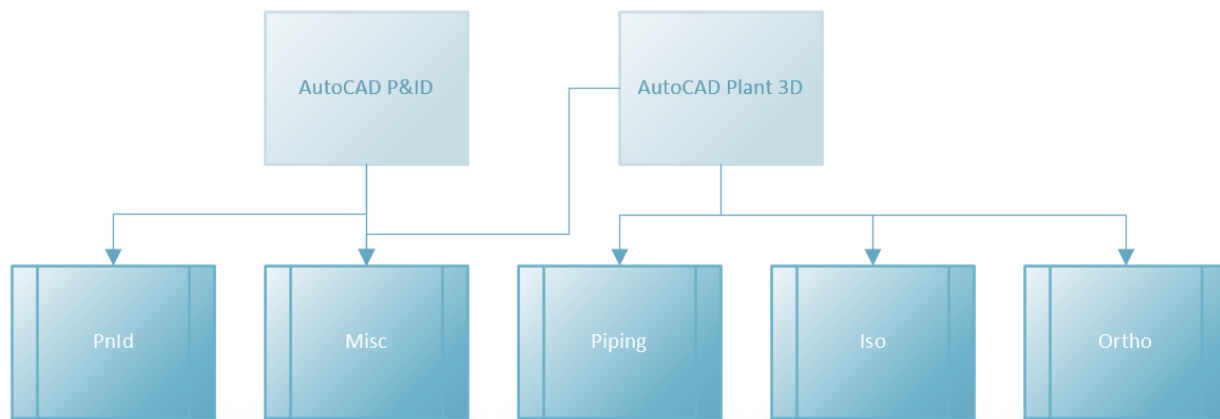 AutoCAD P&ID
AutoCAD Plant 3D
PnId
Misc
Piping
Iso
Ortho